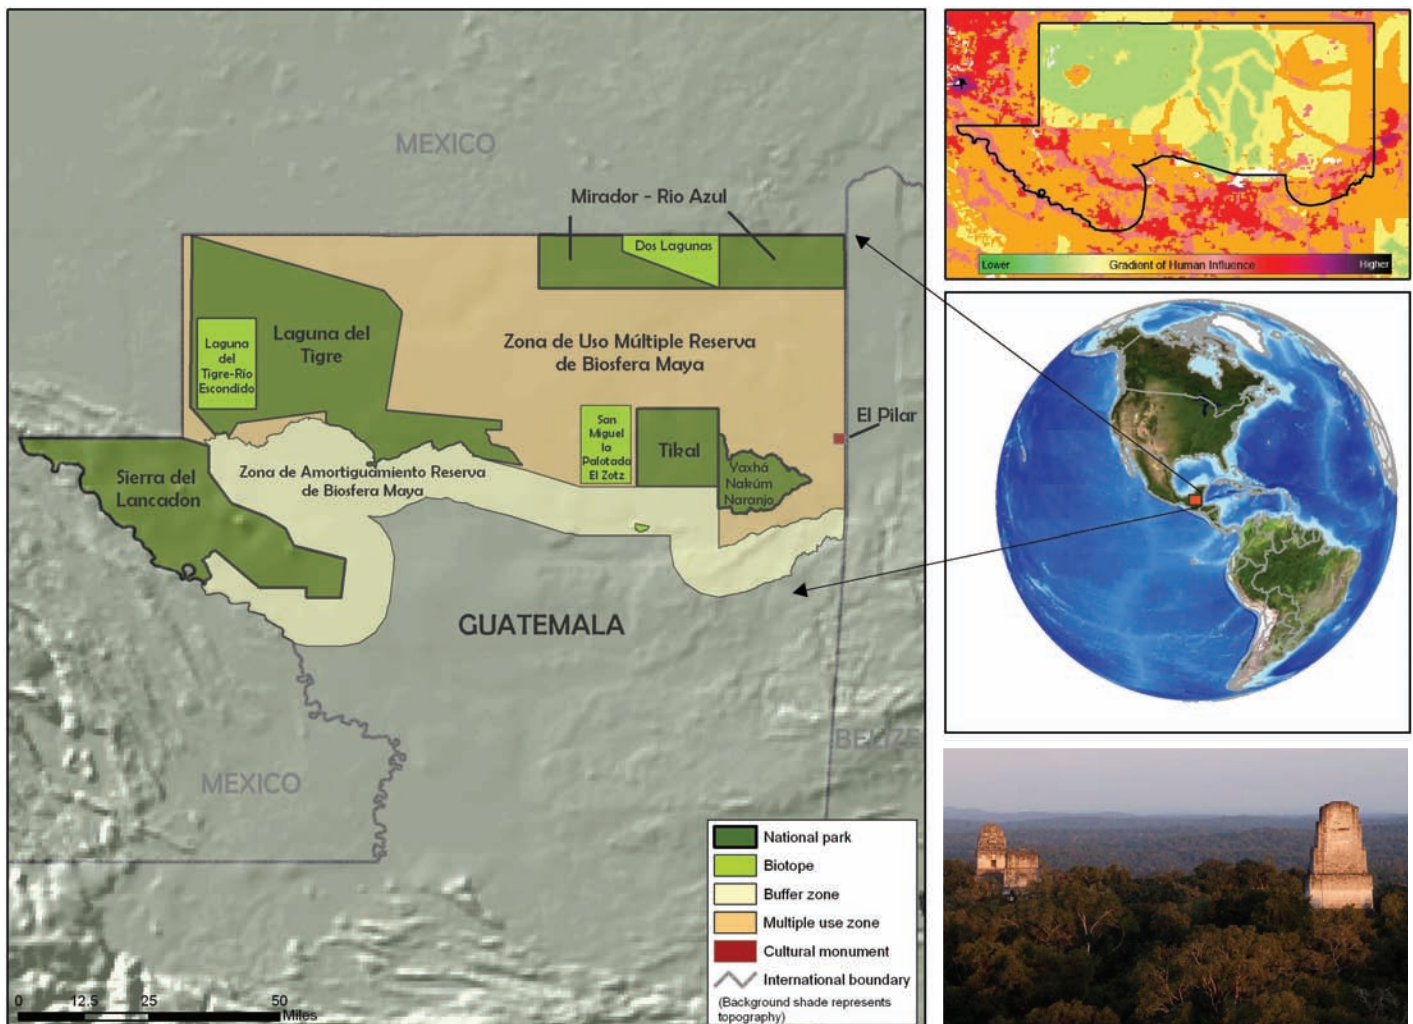 MEXICO
Mirador - Rio Azul
Dos Lagunas
Laguna del
Tigre
Laguna
del
Tigre-Río
Escondido
Zona de Uso Múltiple Reserva
de Biosfera Maya
El Pilar
San
Miguel
la
Palotada
El Zotz
Tikal
Yaxhá
Nakúm
Naranjo
Sierra del
Lancadon
Zona de Amortiguamiento Reserva
de Biosfera Maya
GUATEMALA
BELIZE
MEXICO
National park
Biotope
Buffer zone
Multiple use zone
Cultural monument
International boundary
(Background shade represents
topography)
0 12.5 25 50
Miles
Lower Gradient of Human Influence Higher